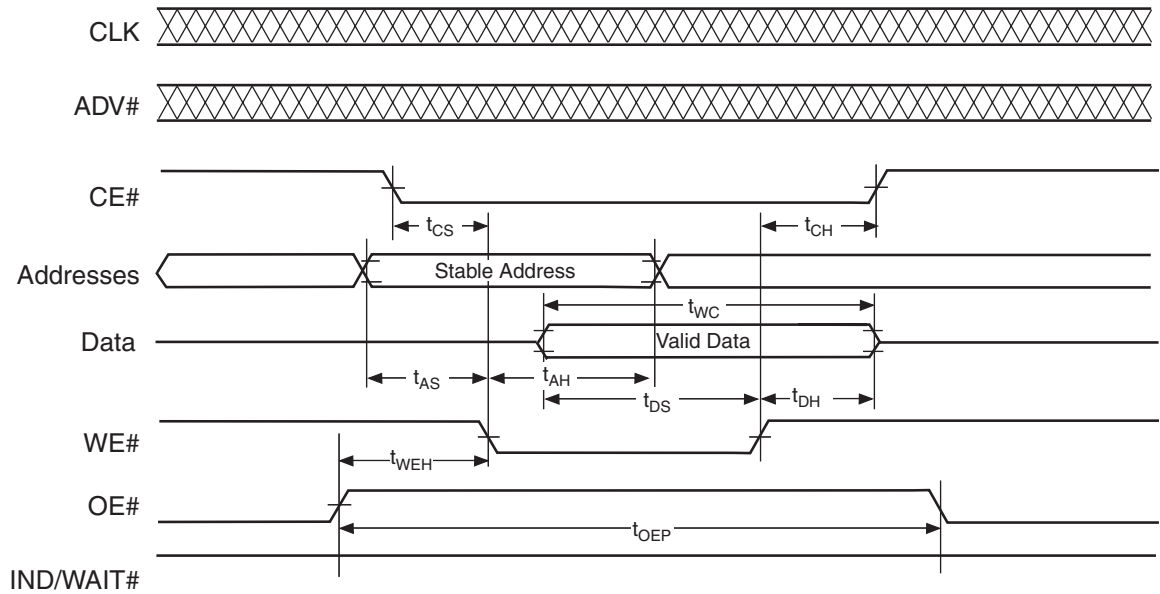 CLK
ADV#
CE#
tCS
tCH
Addresses
Stable Address
tWC
Data
Valid Data
tAS
tAH
tDS
tDH
WE#
tWEH
OE#
tOEP
IND/WAIT#